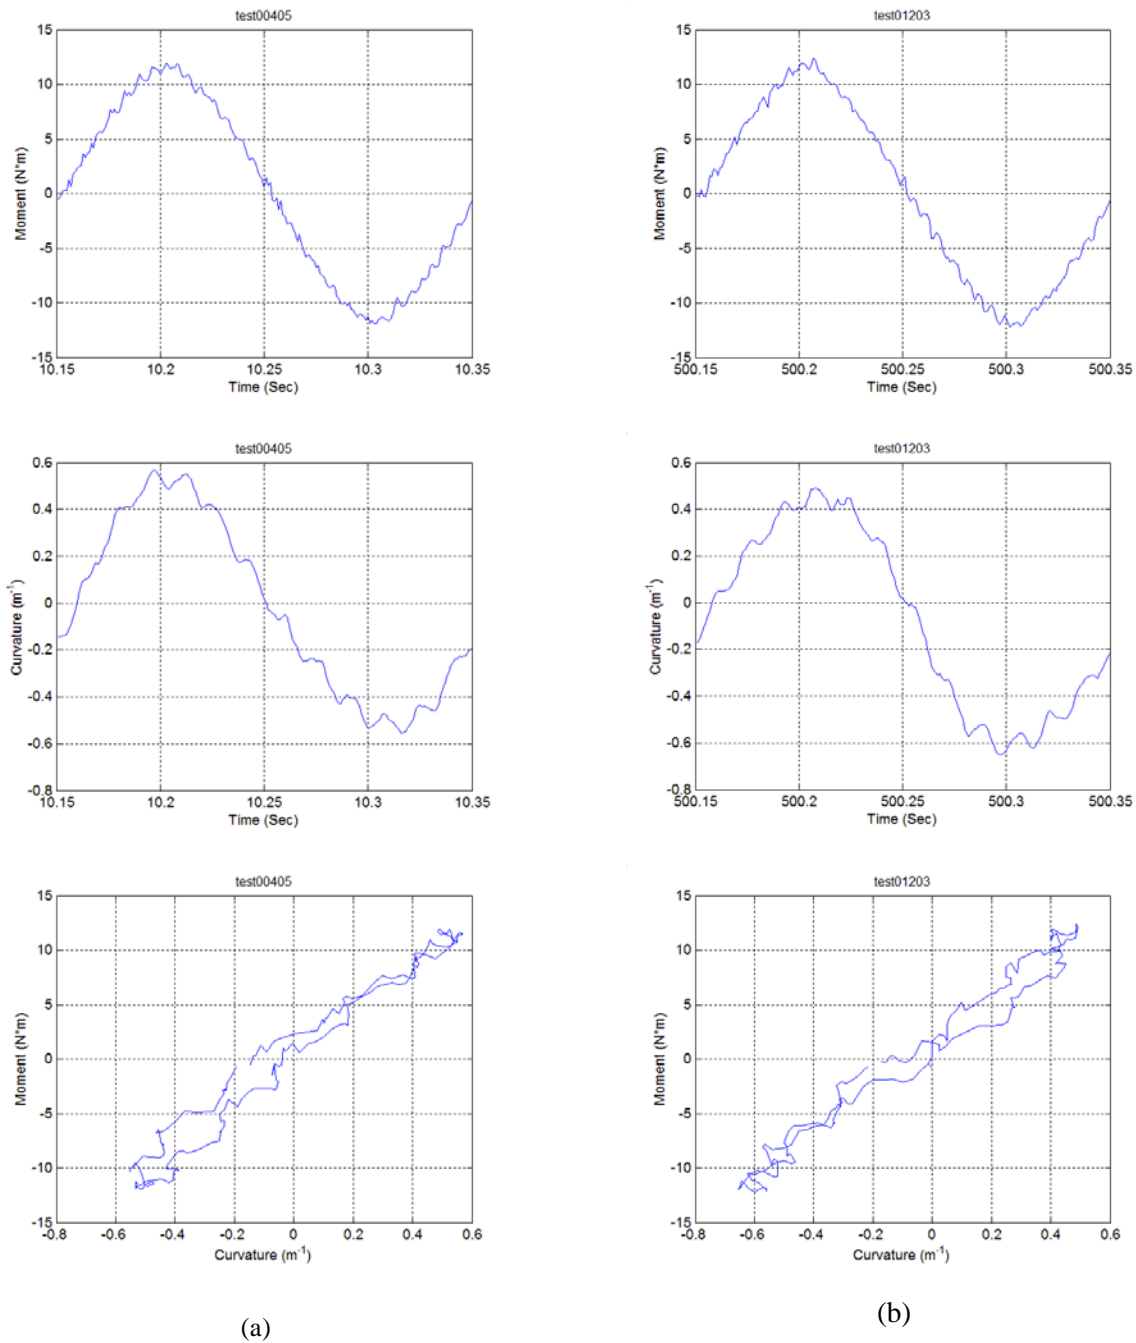 test00405
15
10
5
0
-5
-10
-15
Moment (N*m)
10.15 10.2 10.25 10.3 10.35
Time (Sec)
test01203
15
10
5
0
-5
-10
-15
Moment (N*m)
500.15 500.2 500.25 500.3 500.35
Time (Sec)
test00405
0.6
0.4
0.2
0
-0.2
-0.4
-0.6
-0.8
Curvature (m⁻¹)
10.15 10.2 10.25 10.3 10.35
Time (Sec)
test01203
0.6
0.4
0.2
0
-0.2
-0.4
-0.6
-0.8
Curvature (m⁻¹)
500.15 500.2 500.25 500.3 500.35
Time (Sec)
test00405
15
10
5
0
-5
-10
-15
Moment (N*m)
-0.8 -0.6 -0.4 -0.2 0 0.2 0.4 0.6
Curvature (m⁻¹)
test01203
15
10
5
0
-5
-10
-15
Moment (N*m)
-0.8 -0.6 -0.4 -0.2 0 0.2 0.4 0.6
Curvature (m⁻¹)
(a)
(b)